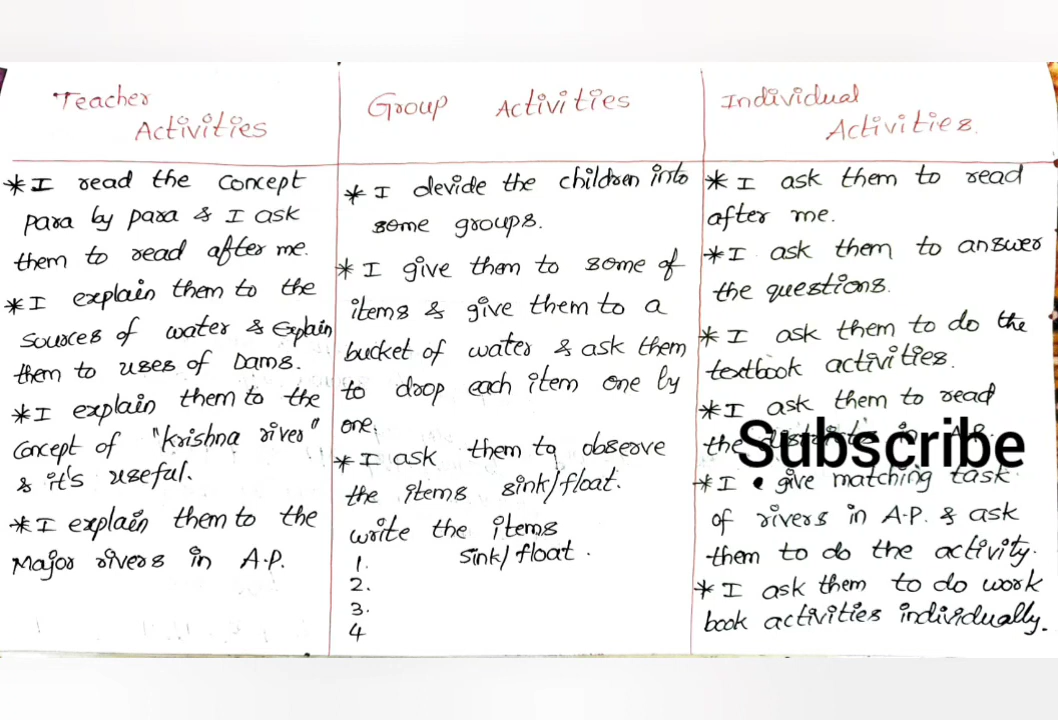 Teacher
Activities
*I read the concept
para by para & I ask
them to read after me.
*I explain them to the
sources of water & Explain
them to uses of Dams.
*I explain them to the
concept of "krishna river"
& it's useful.
*I explain them to the
Major rivers in A.P.
Group Activities
*I devide the children into
some groups.
*I give them to some of
items & give them to a
bucket of water & ask them
to drop each item one by
one.
*I ask them to observe
the items sink/float.
write the items
sink/float.
1.
2.
3.
4
Individual
Activities.
*I ask them to read
after me.
*I ask them to answer
the questions.
*I ask them to do the
textbook activities.
*I ask them to read
the in A.P.
Subscribe
*I give matching task
of rivers in A.P. & ask
them to do the activity.
*I ask them to do work
book activities individually.